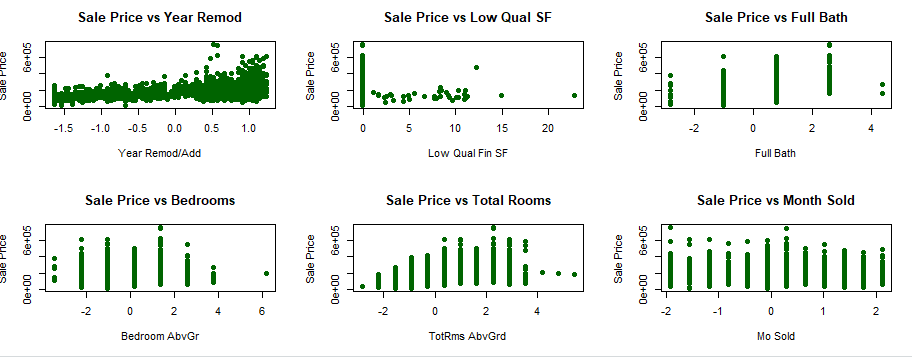 Sale Price vs Year Remod
Sale Price
0e+00 6e+05
-1.5 -1.0 -0.5 0.0 0.5 1.0
Year Remod/Add
Sale Price vs Low Qual SF
Sale Price
0e+00 6e+05
0 5 10 15 20
Low Qual Fin SF
Sale Price vs Full Bath
Sale Price
0e+00 6e+05
-2 0 2 4
Full Bath
Sale Price vs Bedrooms
Sale Price
0e+00 6e+05
-2 0 2 4 6
Bedroom AbvGr
Sale Price vs Total Rooms
Sale Price
0e+00 6e+05
-2 0 2 4
TotRms AbvGrd
Sale Price vs Month Sold
Sale Price
0e+00 6e+05
-2 -1 0 1 2
Mo Sold